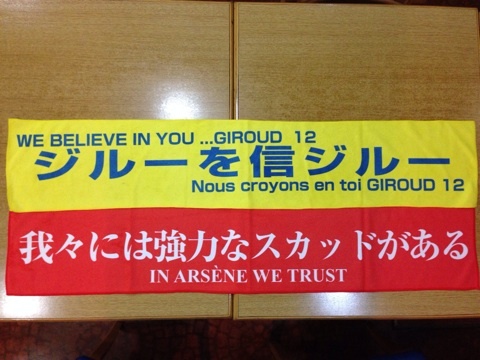 WE BELIEVE IN YOU ...GIROUD 12
ジルーを信ジルー
Nous croyons en toi GIROUD 12
我々には強力なスカッドがある
IN ARSÈNE WE TRUST